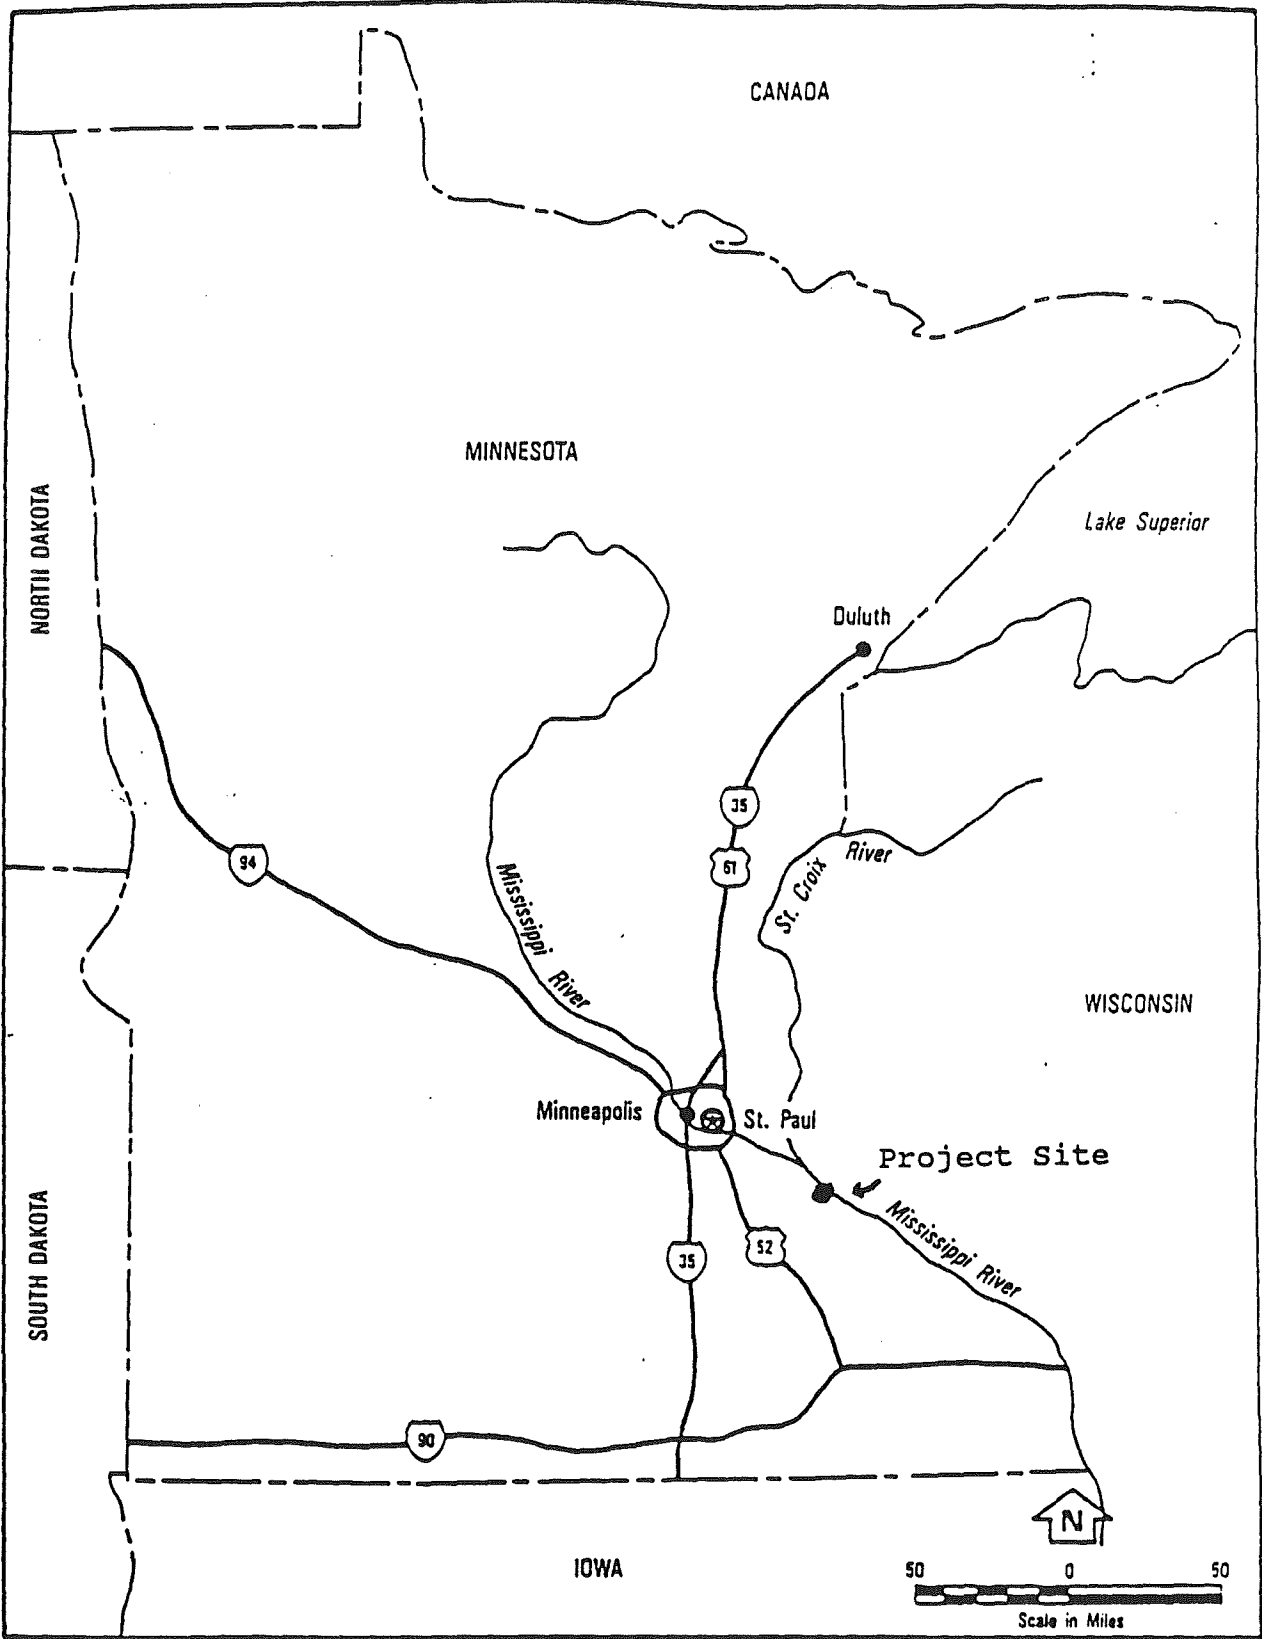 CANADA
MINNESOTA
NORTH DAKOTA
Lake Superior
Duluth
35
61
94
St. Croix River
Mississippi River
WISCONSIN
Minneapolis
St. Paul
Project Site
Mississippi River
35
52
SOUTH DAKOTA
90
N
IOWA
50 0 50
Scale in Miles